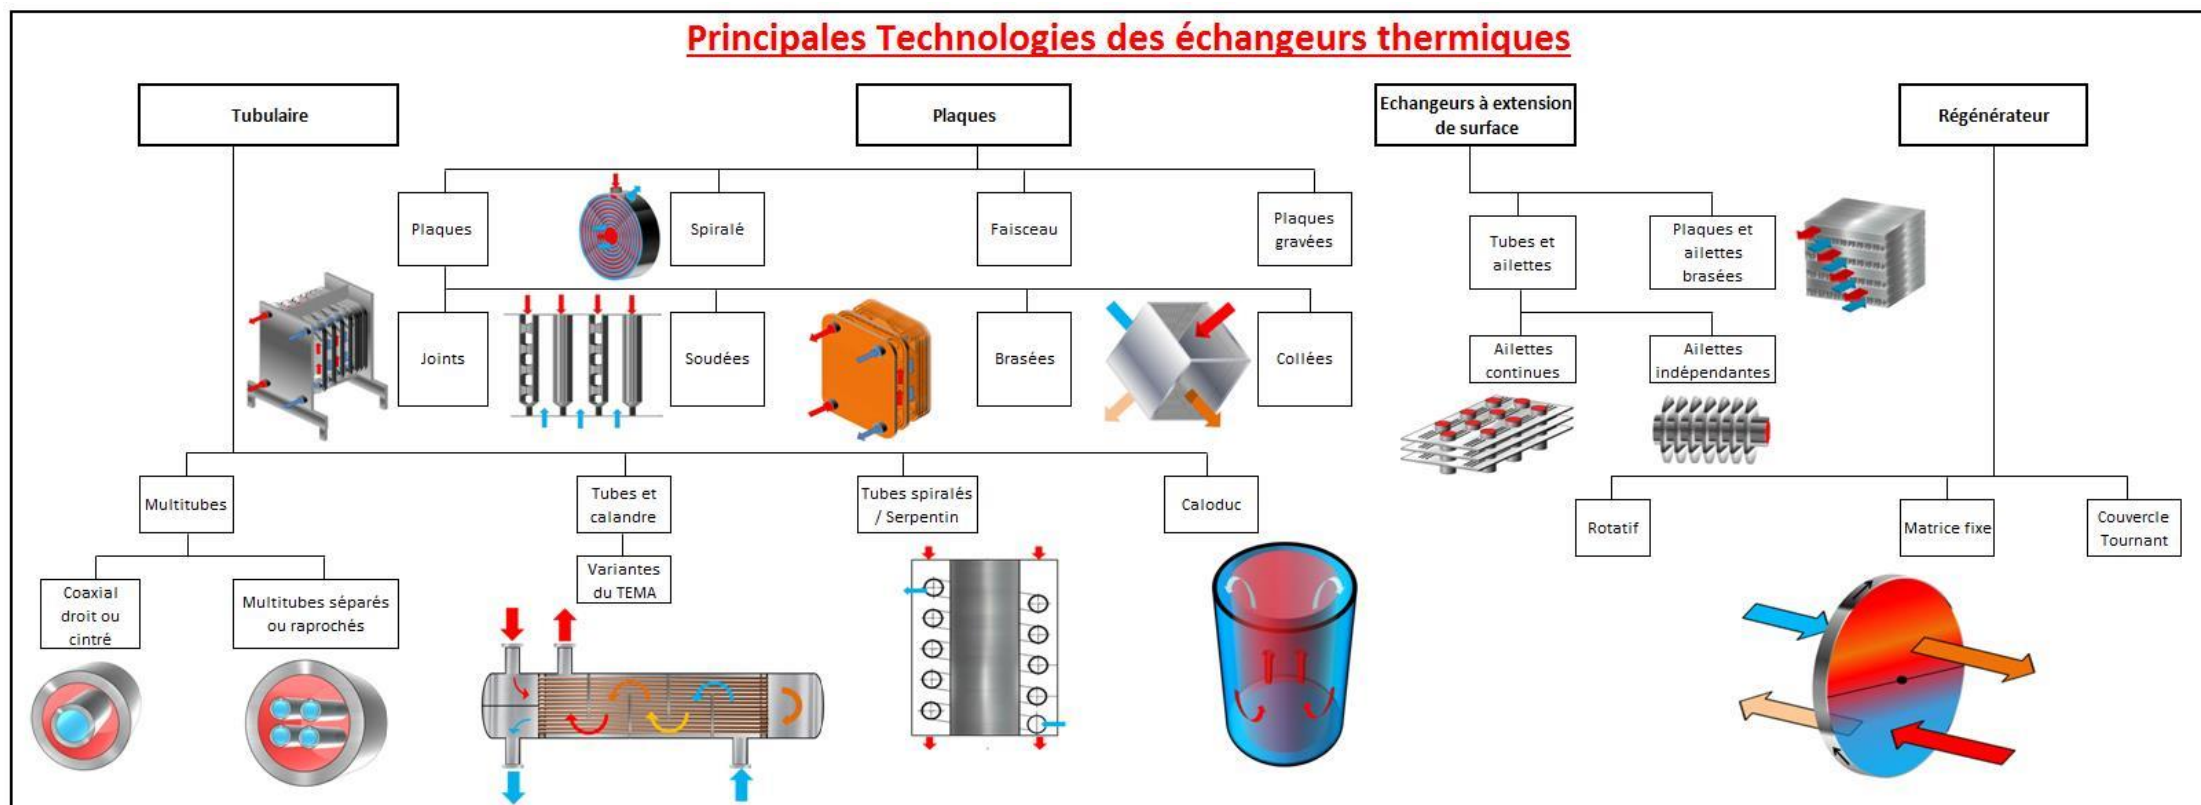 Principales Technologies des échangeurs thermiques
Tubulaire
Plaques
Echangeurs à extension
de surface
Régénérateur
Plaques
Spiralé
Faisceau
Plaques
gravées
Tubes et
ailettes
Plaques et
ailettes
brasées
Joints
Soudées
Brasées
Collées
Ailettes
continues
Ailettes
indépendantes
Multitubes
Tubes et
calandre
Tubes spiralés
/ Serpentin
Caloduc
Rotatif
Matrice fixe
Couvercle
Tournant
Coaxial
droit ou
cintré
Multitubes séparés
ou raprochés
Variantes
du TEMA